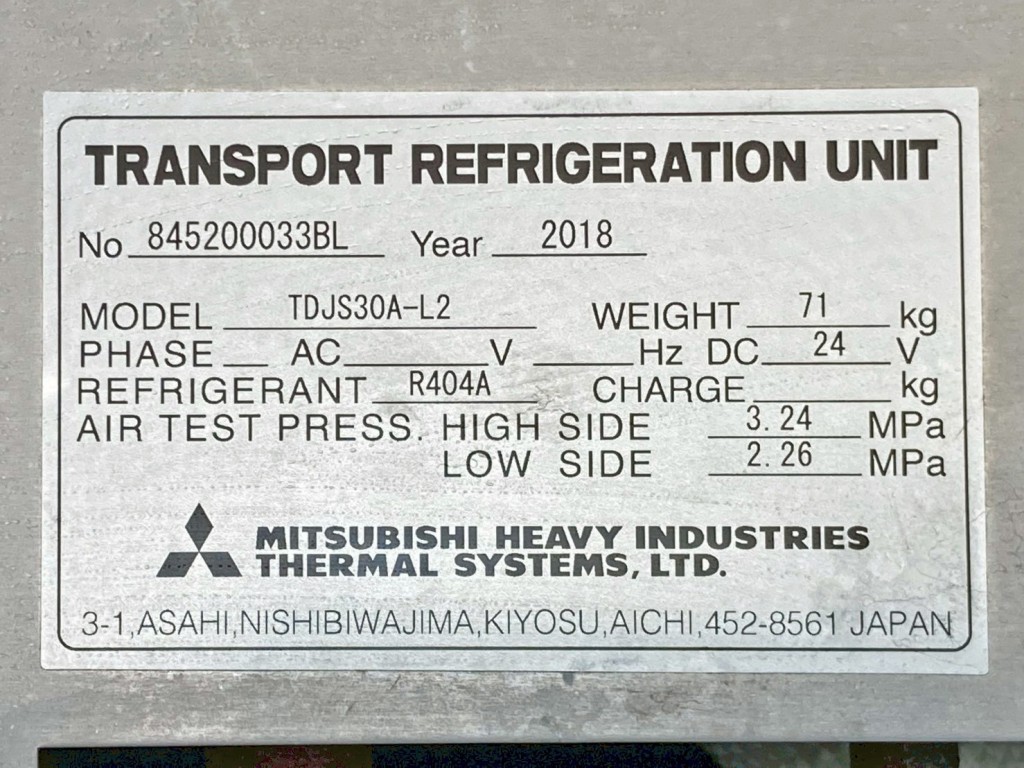 TRANSPORT REFRIGERATION UNIT
No 845200033BL Year 2018
MODEL TDJS30A-L2 WEIGHT 71 kg
PHASE AC V Hz DC 24 V
REFRIGERANT R404A CHARGE kg
AIR TEST PRESS. HIGH SIDE 3.24 MPa
LOW SIDE 2.26 MPa
MITSUBISHI HEAVY INDUSTRIES
THERMAL SYSTEMS, LTD.
3-1,ASAHI,NISHIBIWAJIMA,KIYOSU,AICHI,452-8561 JAPAN